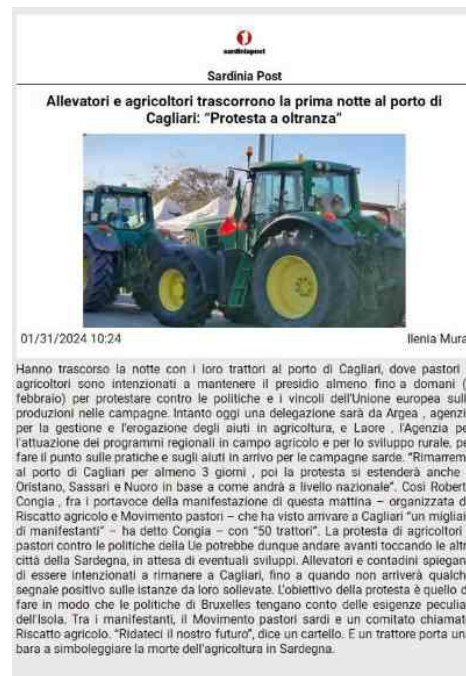 sardiniapost
Sardinia Post
Allevatori e agricoltori trascorrono la prima notte al porto di
Cagliari: “Protesta a oltranza”
01/31/2024 10:24
Ilenia Mura
Hanno trascorso la notte con i loro trattori al porto di Cagliari, dove pastori
agricoltori sono intenzionati a mantenere il presidio almeno fino a domani (
febbraio) per protestare contro le politiche e i vincoli dell'Unione europea sull
produzioni nelle campagne. Intanto oggi una delegazione sarà da Argea , agenzi
per la gestione e l'erogazione degli aiuti in agricoltura, e Laore , l'Agenzia pe
l'attuazione dei programmi regionali in campo agricolo e per lo sviluppo rurale, pe
fare il punto sulle pratiche e sugli aiuti in arrivo per le campagne sarde. “Rimarrem
al porto di Cagliari per almeno 3 giorni , poi la protesta si estenderà anche
Oristano, Sassari e Nuoro in base a come andrà a livello nazionale”. Così Robert
Congia , fra i portavoce della manifestazione di questa mattina – organizzata d
Riscatto agricolo e Movimento pastori – che ha visto arrivare a Cagliari “un migliai
di manifestanti” – ha detto Congia – con “50 trattori”. La protesta di agricoltori
pastori contro le politiche della Ue potrebbe dunque andare avanti toccando le altr
città della Sardegna, in attesa di eventuali sviluppi. Allevatori e contadini spiegan
di essere intenzionati a rimanere a Cagliari, fino a quando non arriverà qualch
segnale positivo sulle istanze da loro sollevate. L'obiettivo della protesta è quello d
fare in modo che le politiche di Bruxelles tengano conto delle esigenze peculia
dell'Isola. Tra i manifestanti, il Movimento pastori sardi e un comitato chiamat
Riscatto agricolo. “Ridateci il nostro futuro”, dice un cartello. E un trattore porta un
bara a simboleggiare la morte dell'agricoltura in Sardegna.